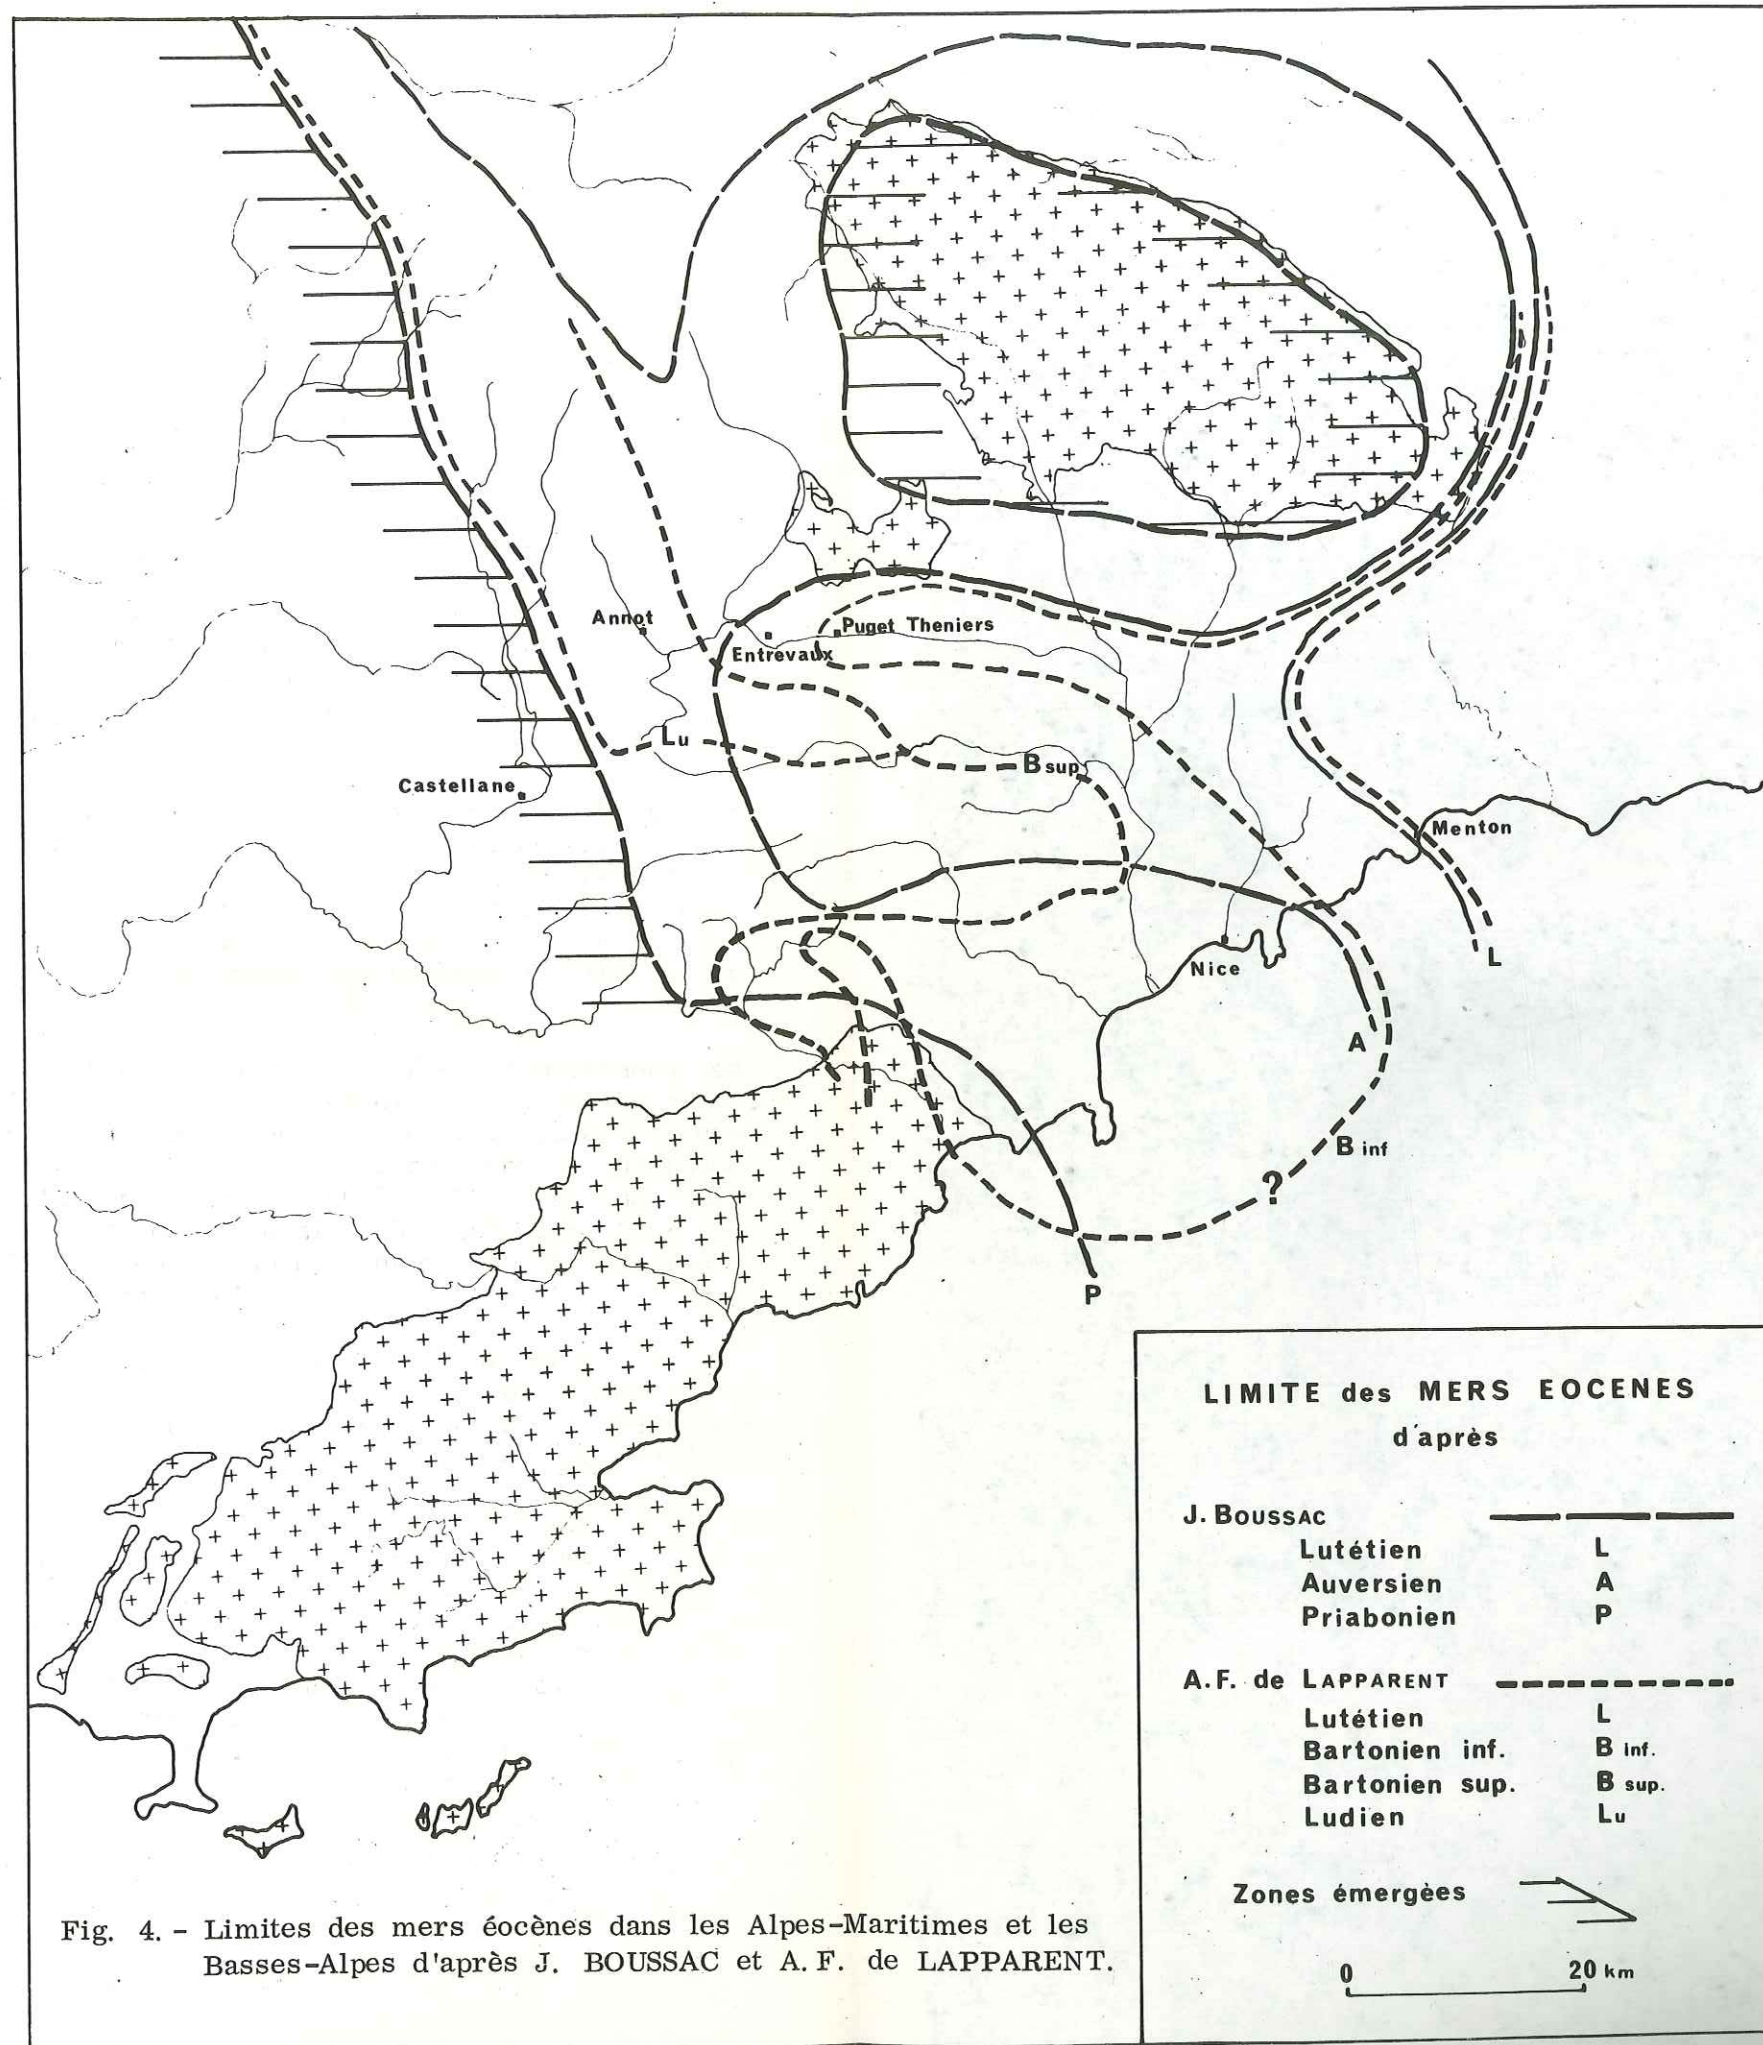 Annot
Puget Theniers
Entrevaux
Lu
B sup
Castellane
Menton
Nice
L
A
B inf
?
P
LIMITE des MERS EOCENES
d'après
J. BOUSSAC
Lutétien L
Auversien A
Priabonien P
A.F. de LAPPARENT
Lutétien L
Bartonien inf. B inf.
Bartonien sup. B sup.
Ludien Lu
Zones émergèes
0 20 km
Fig. 4. - Limites des mers éocènes dans les Alpes-Maritimes et les
Basses-Alpes d'après J. BOUSSAC et A. F. de LAPPARENT.